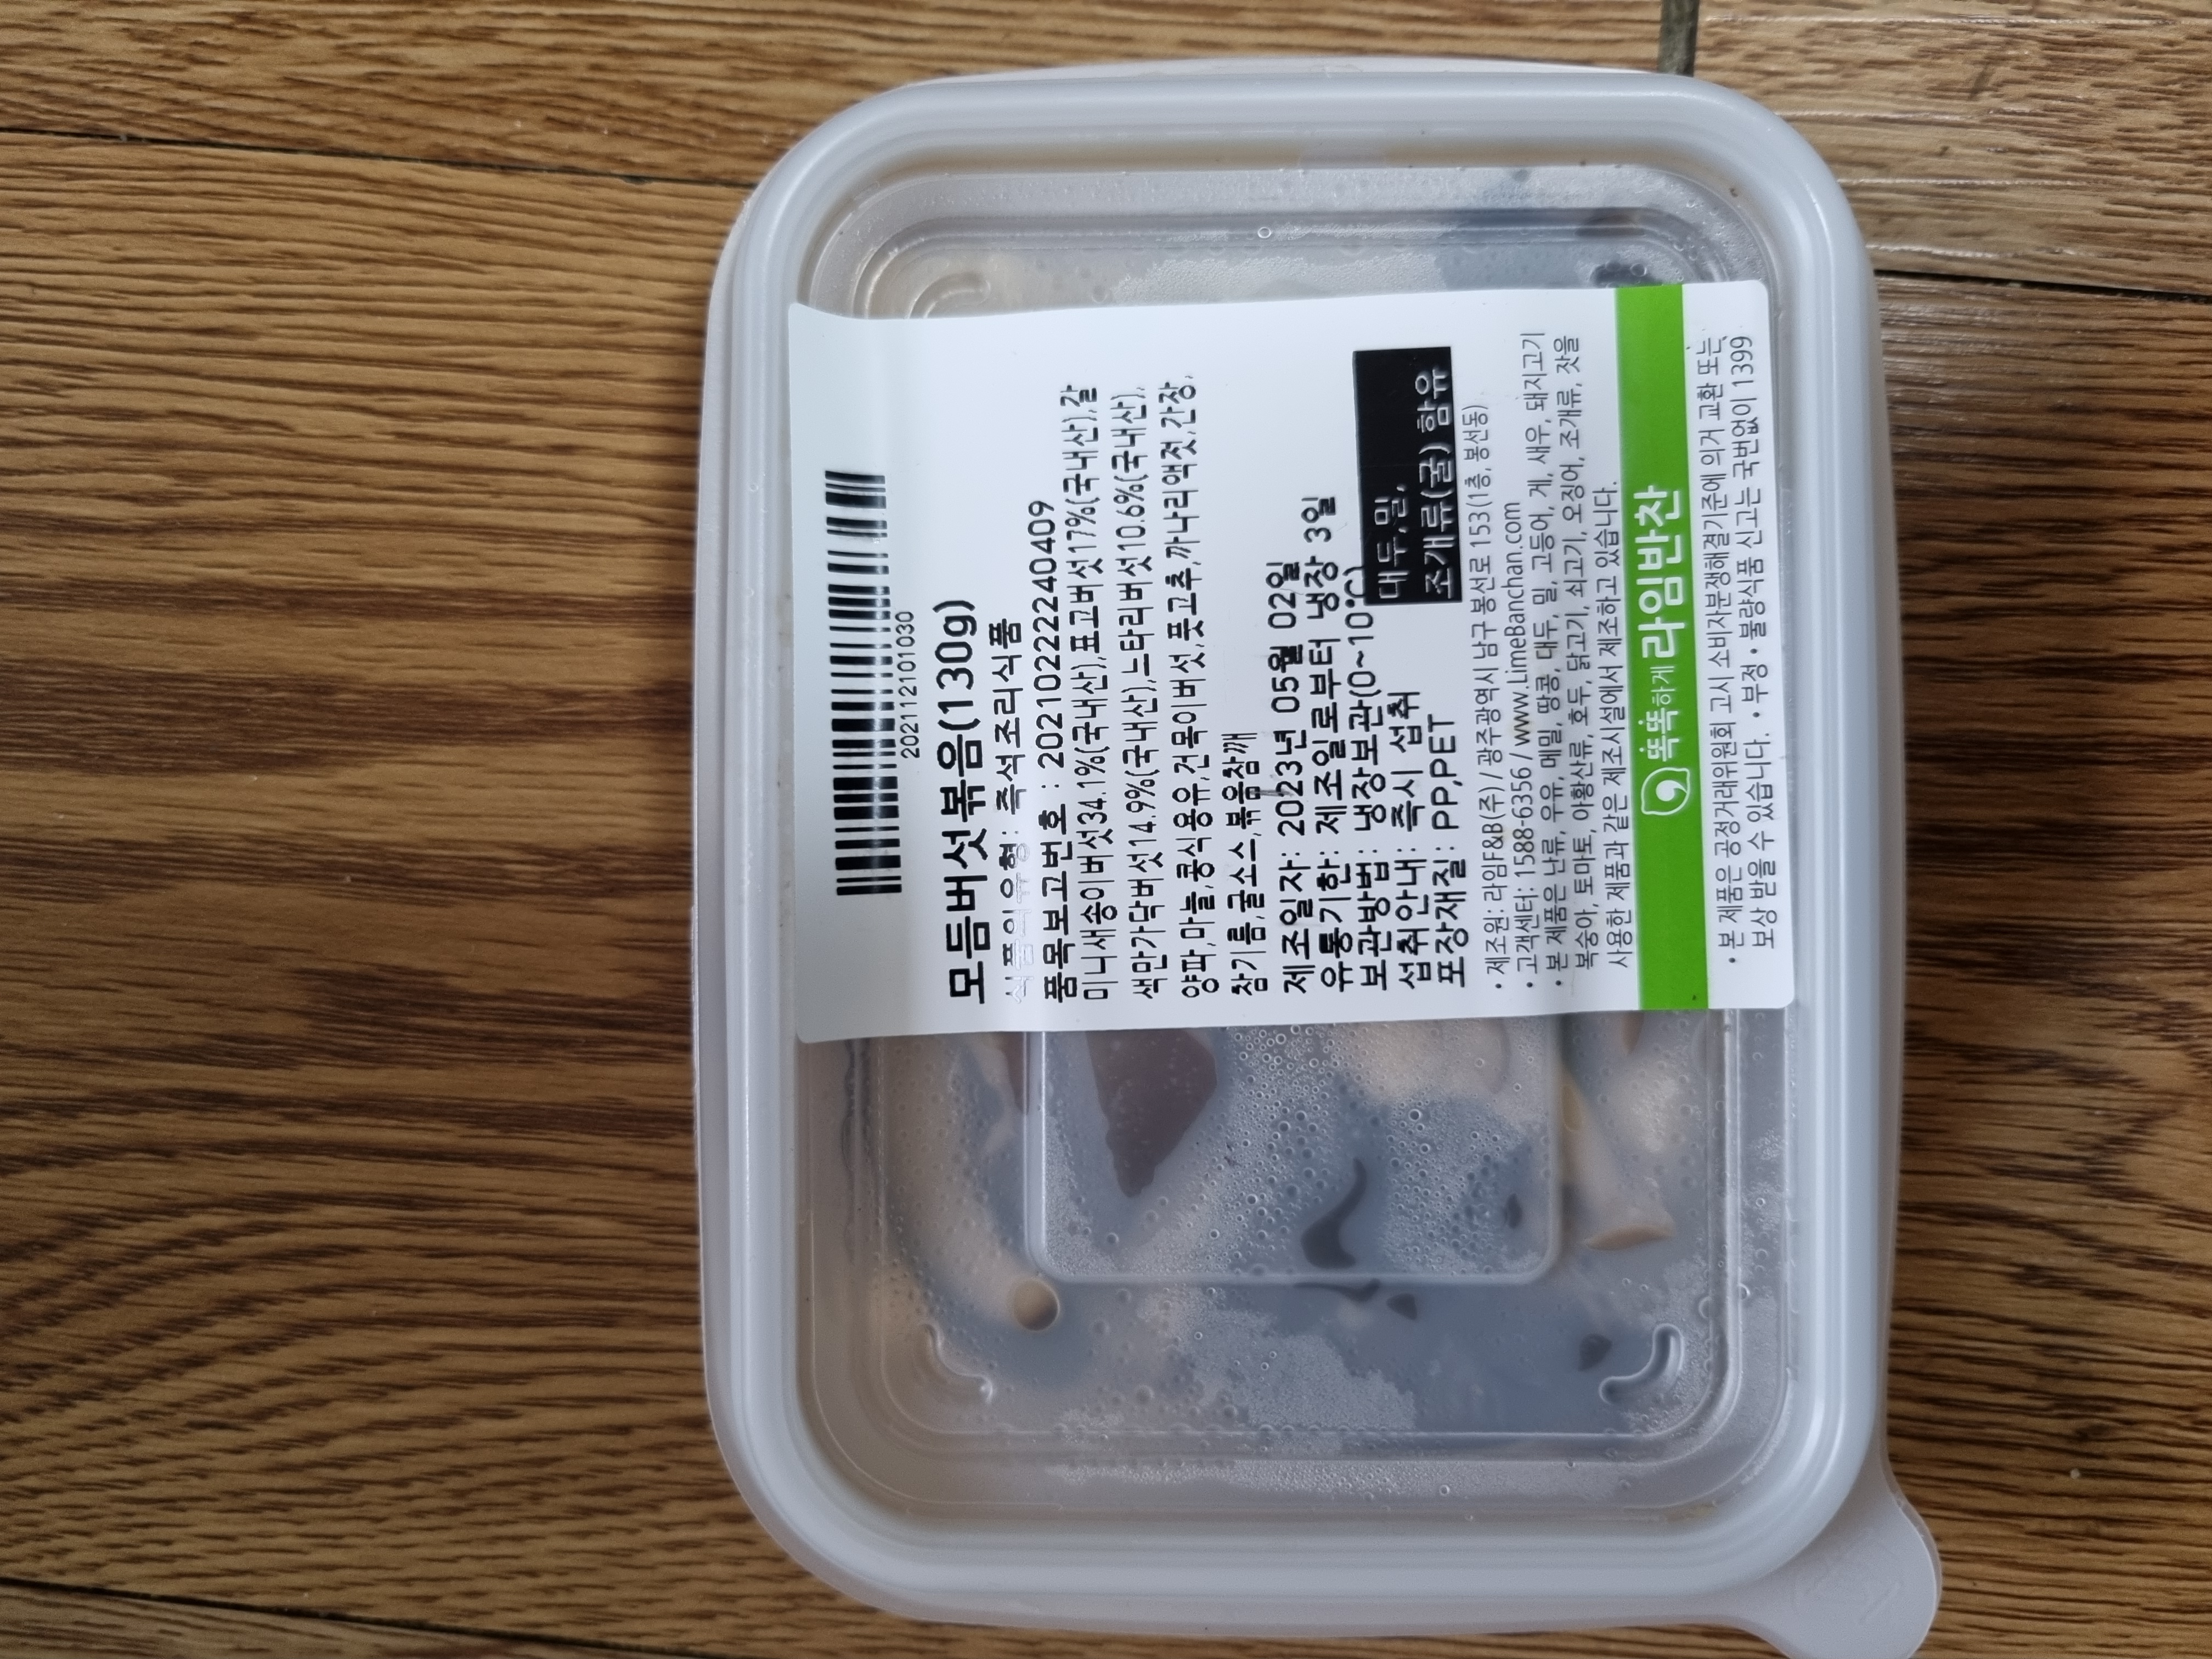 2021121101030
모듬버섯볶음(130g)
식품의유형: 즉석조리식품
품목보고번호 : 20210222240409
미니새송이버섯34.1%(국내산),표고버섯17%(국내산),갈
색만가닥버섯14.9%(국내산),느타리버섯10.6%(국내산),
양파,마늘,콩식용유,건목이버섯,풋고추,까나리액젓,간장,
참기름,굴소스,볶음참깨
제조일자: 2023년 05월 02일
유통기한: 제조일로부터 냉장 3일
보관방법: 냉장보관(0~10℃)
섭취안내: 즉시 섭취
포장재질: PP,PET
대두,밀,
조개류(굴) 함유
• 제조원: 라임F&B(주) / 광주광역시 남구 봉선로 153(1층, 봉선동)
• 고객센터: 1588-6356 / www.LimeBanchan.com
• 본 제품은 난류, 우유, 메밀, 땅콩, 대두, 밀, 고등어, 게, 새우, 돼지고기
복숭아, 토마토, 아황산류, 호두, 닭고기, 쇠고기, 오징어, 조개류, 잣을
사용한 제품과 같은 제조시설에서 제조하고 있습니다.
똑똑하게 라임반찬
• 본 제품은 공정거래위원회 고시 소비자분쟁해결기준에 의거 교환 또는
보상 받을 수 있습니다. • 부정 • 불량식품 신고는 국번없이 1399